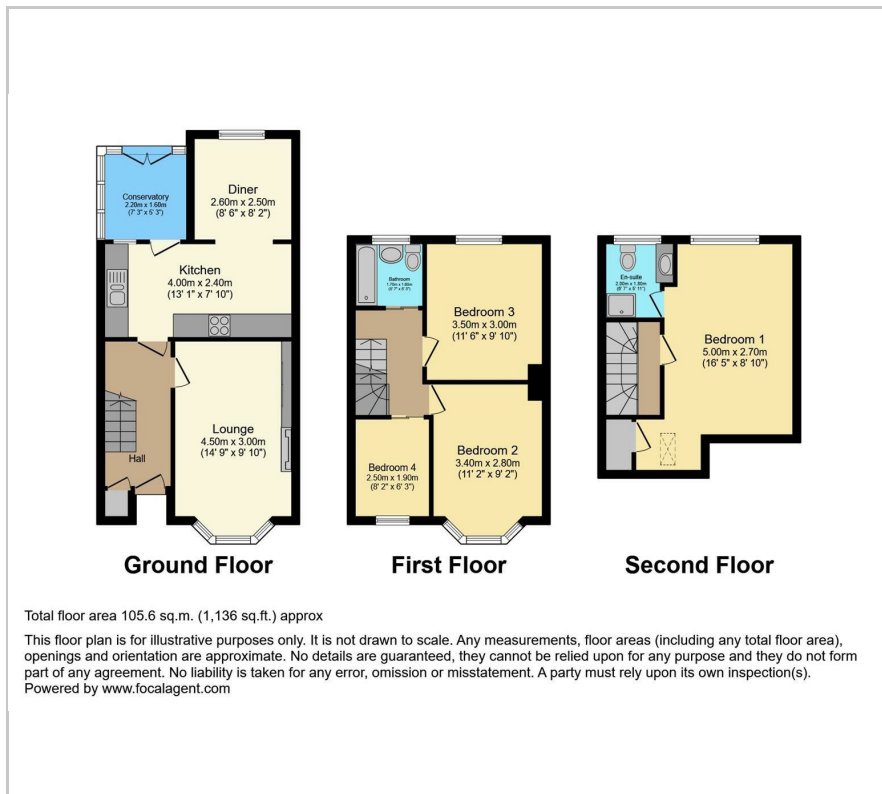 Conservatory
2.20m x 1.60m
(7' 3" x 5' 3")
Diner
2.60m x 2.50m
(8' 6" x 8' 2")
Kitchen
4.00m x 2.40m
(13' 1" x 7' 10")
Lounge
4.50m x 3.00m
(14' 9" x 9' 10")
Hall
Ground Floor
Bathroom
Bedroom 3
3.50m x 3.00m
(11' 6" x 9' 10")
Bedroom 2
3.40m x 2.80m
(11' 2" x 9' 2")
Bedroom 4
2.50m x 1.90m
(8' 2" x 6' 3")
First Floor
En-suite
2.00m x 1.80m
(6' 7" x 5' 11")
Bedroom 1
5.00m x 2.70m
(16' 5" x 8' 10")
Second Floor
Total floor area 105.6 sq.m. (1,136 sq.ft.) approx
This floor plan is for illustrative purposes only. It is not drawn to scale. Any measurements, floor areas (including any total floor area),
openings and orientation are approximate. No details are guaranteed, they cannot be relied upon for any purpose and they do not form
part of any agreement. No liability is taken for any error, omission or misstatement. A party must rely upon its own inspection(s).
Powered by www.focalagent.com